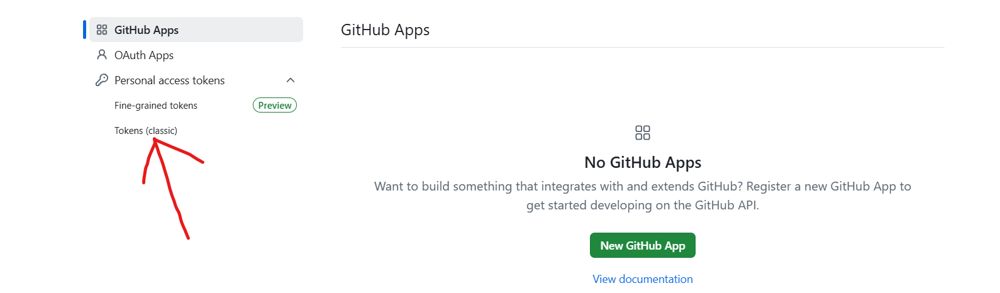 GitHub Apps
OAuth Apps
Personal access tokens
Fine-grained tokens
Preview
Tokens (classic)
GitHub Apps
No GitHub Apps
Want to build something that integrates with and extends GitHub? Register a new GitHub App to
get started developing on the GitHub API.
New GitHub App
View documentation